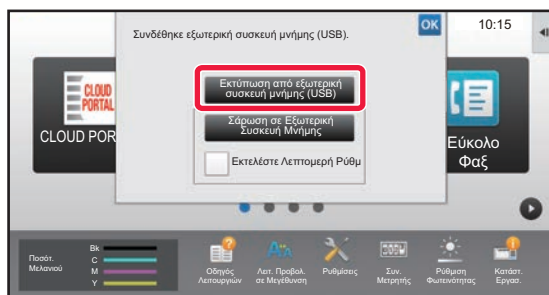 Συνδέθηκε εξωτερική συσκευή μνήμης (USB).
OK
10:15
Εκτύπωση από εξωτερική
συσκευή μνήμης (USB)
Σάρωση σε Εξωτερική
Συσκευή Μνήμης
Εκτελέστε Λεπτομερή Ρύθμ
CLOUD
PORTAL
CLOUD POR
Εύκολο
Φαξ
Ποσότ.
Μελανιού
Bk
C
M
Y
Οδηγός
Λειτουργιών
Λειτ. Προβολ.
σε Μεγέθυνση
Ρυθμίσεις
Συν.
Μετρητής
Ρύθμιση
Φωτεινότητας
Κατάστ.
Εργασ.